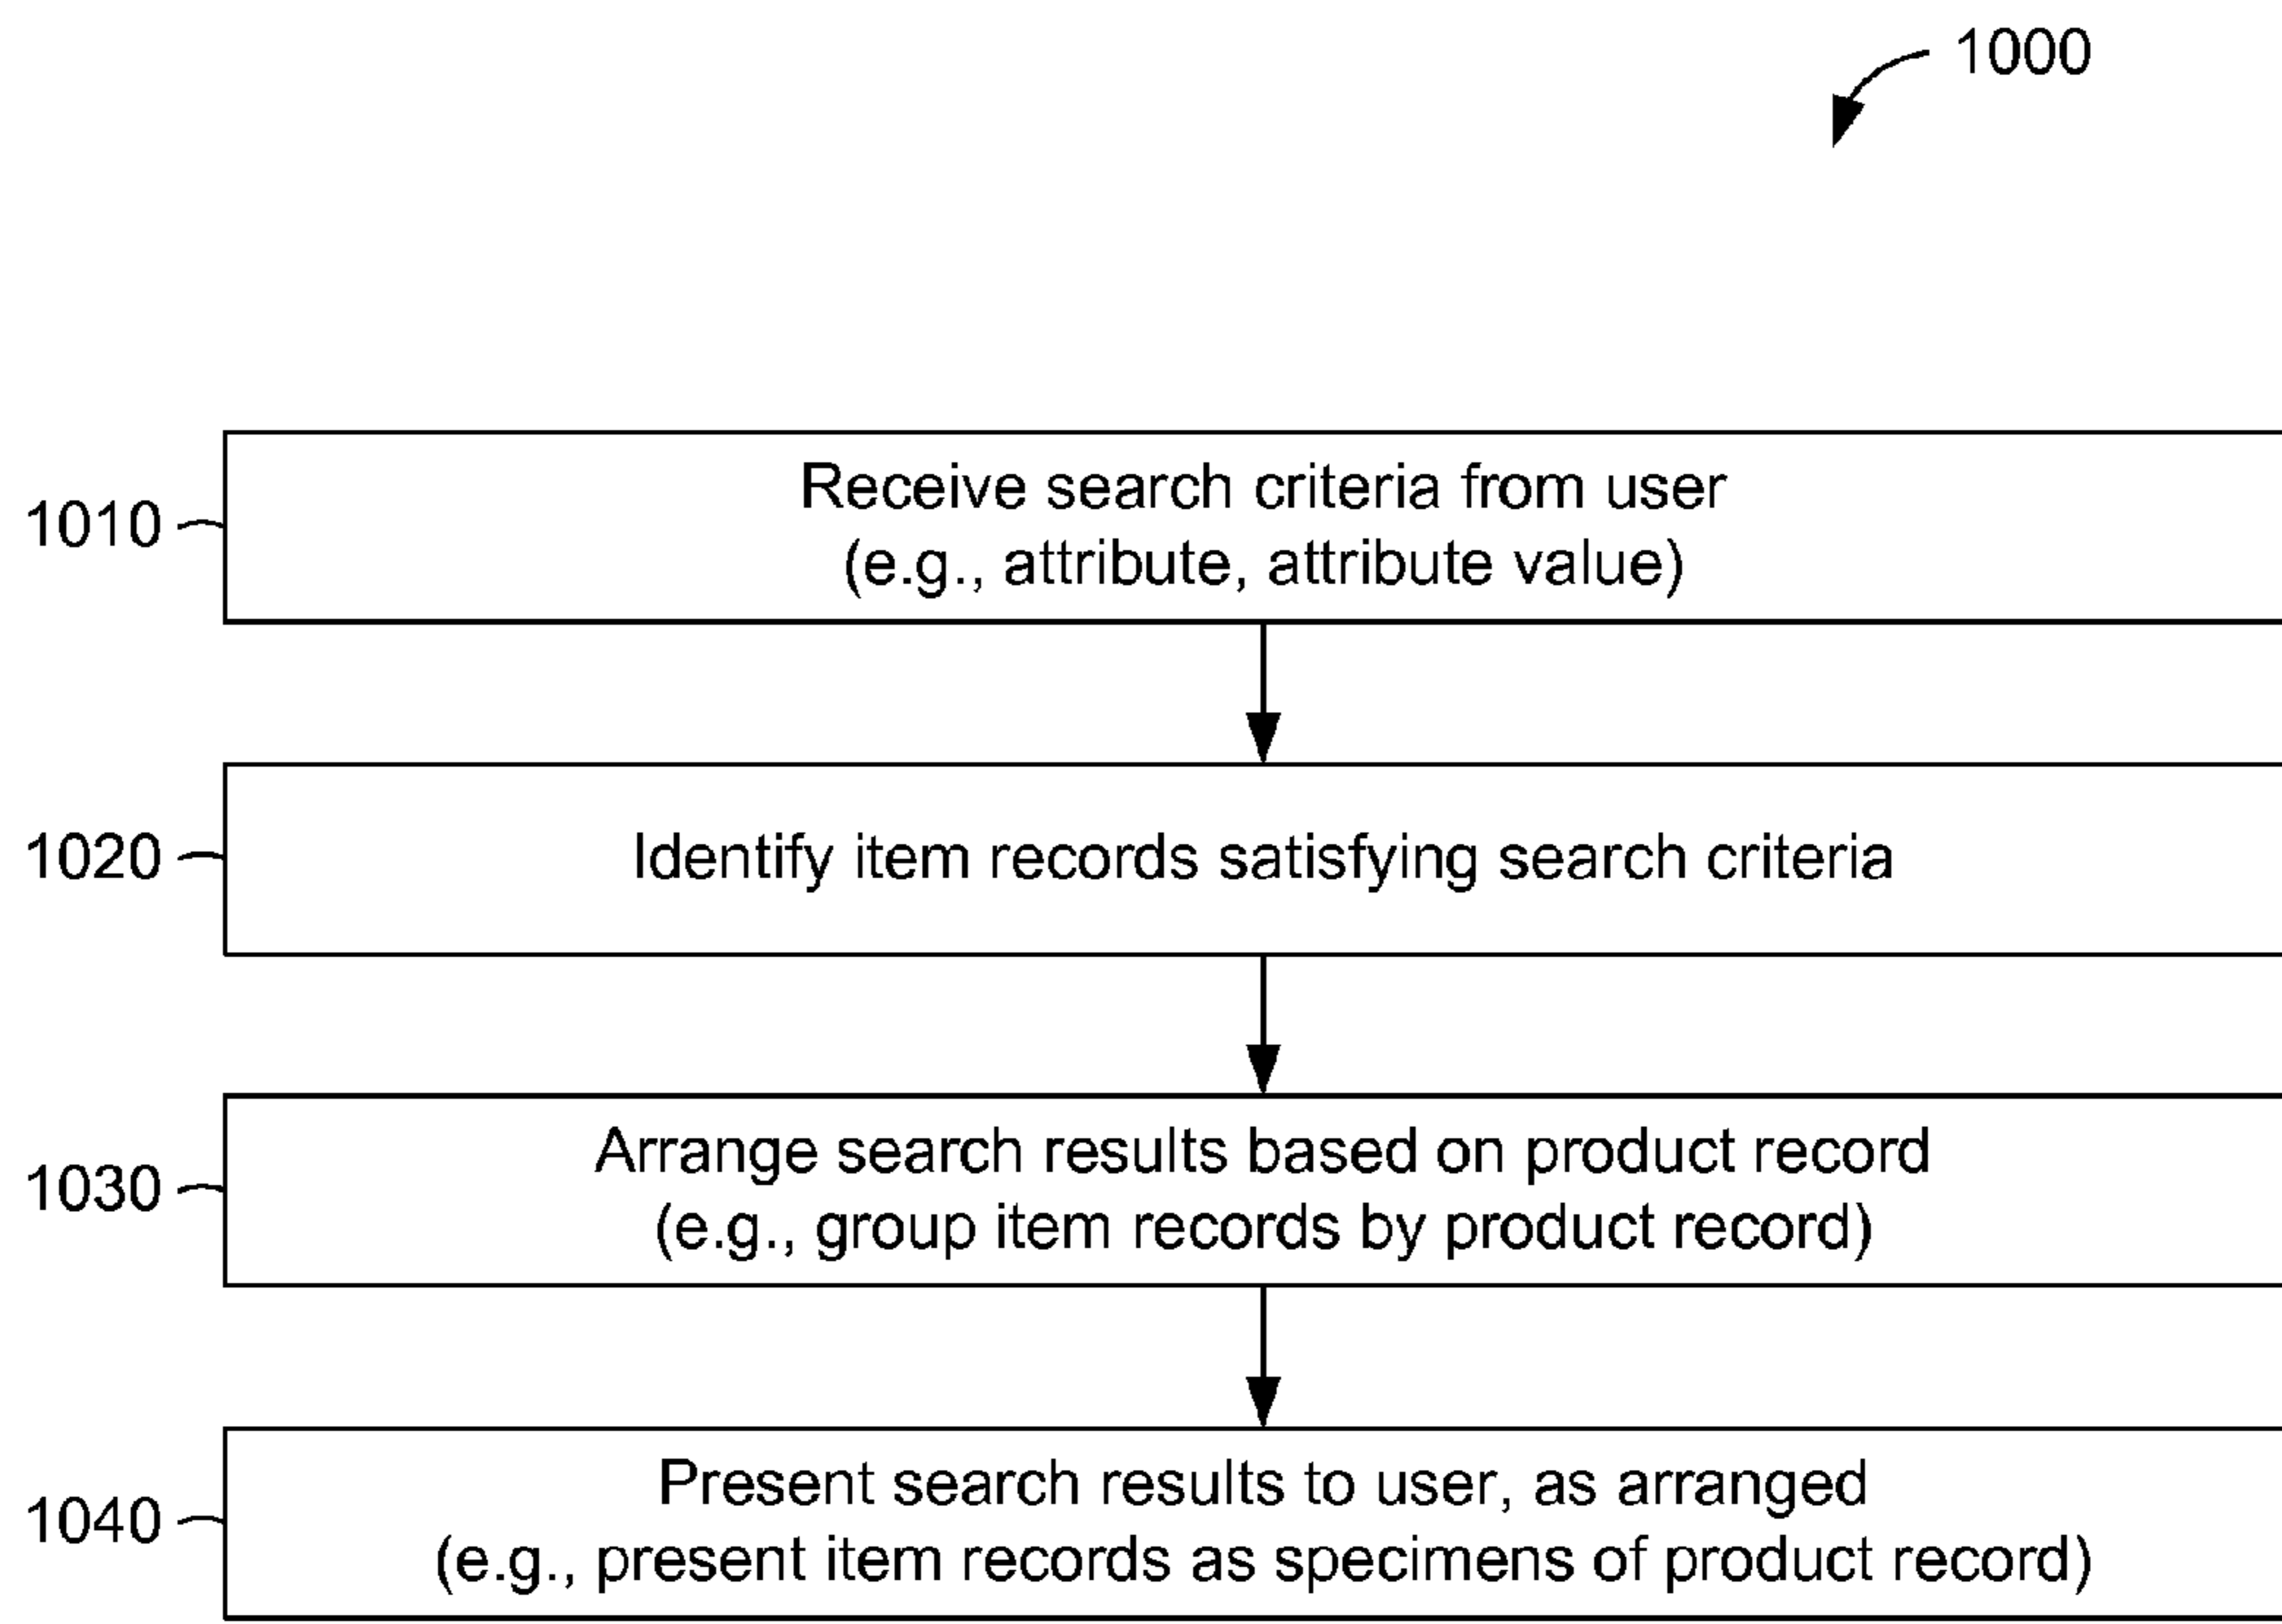 1000
1010
Receive search criteria from user
(e.g., attribute, attribute value)
1020
Identify item records satisfying search criteria
1030
Arrange search results based on product record
(e.g., group item records by product record)
1040
Present search results to user, as arranged
(e.g., present item records as specimens of product record)